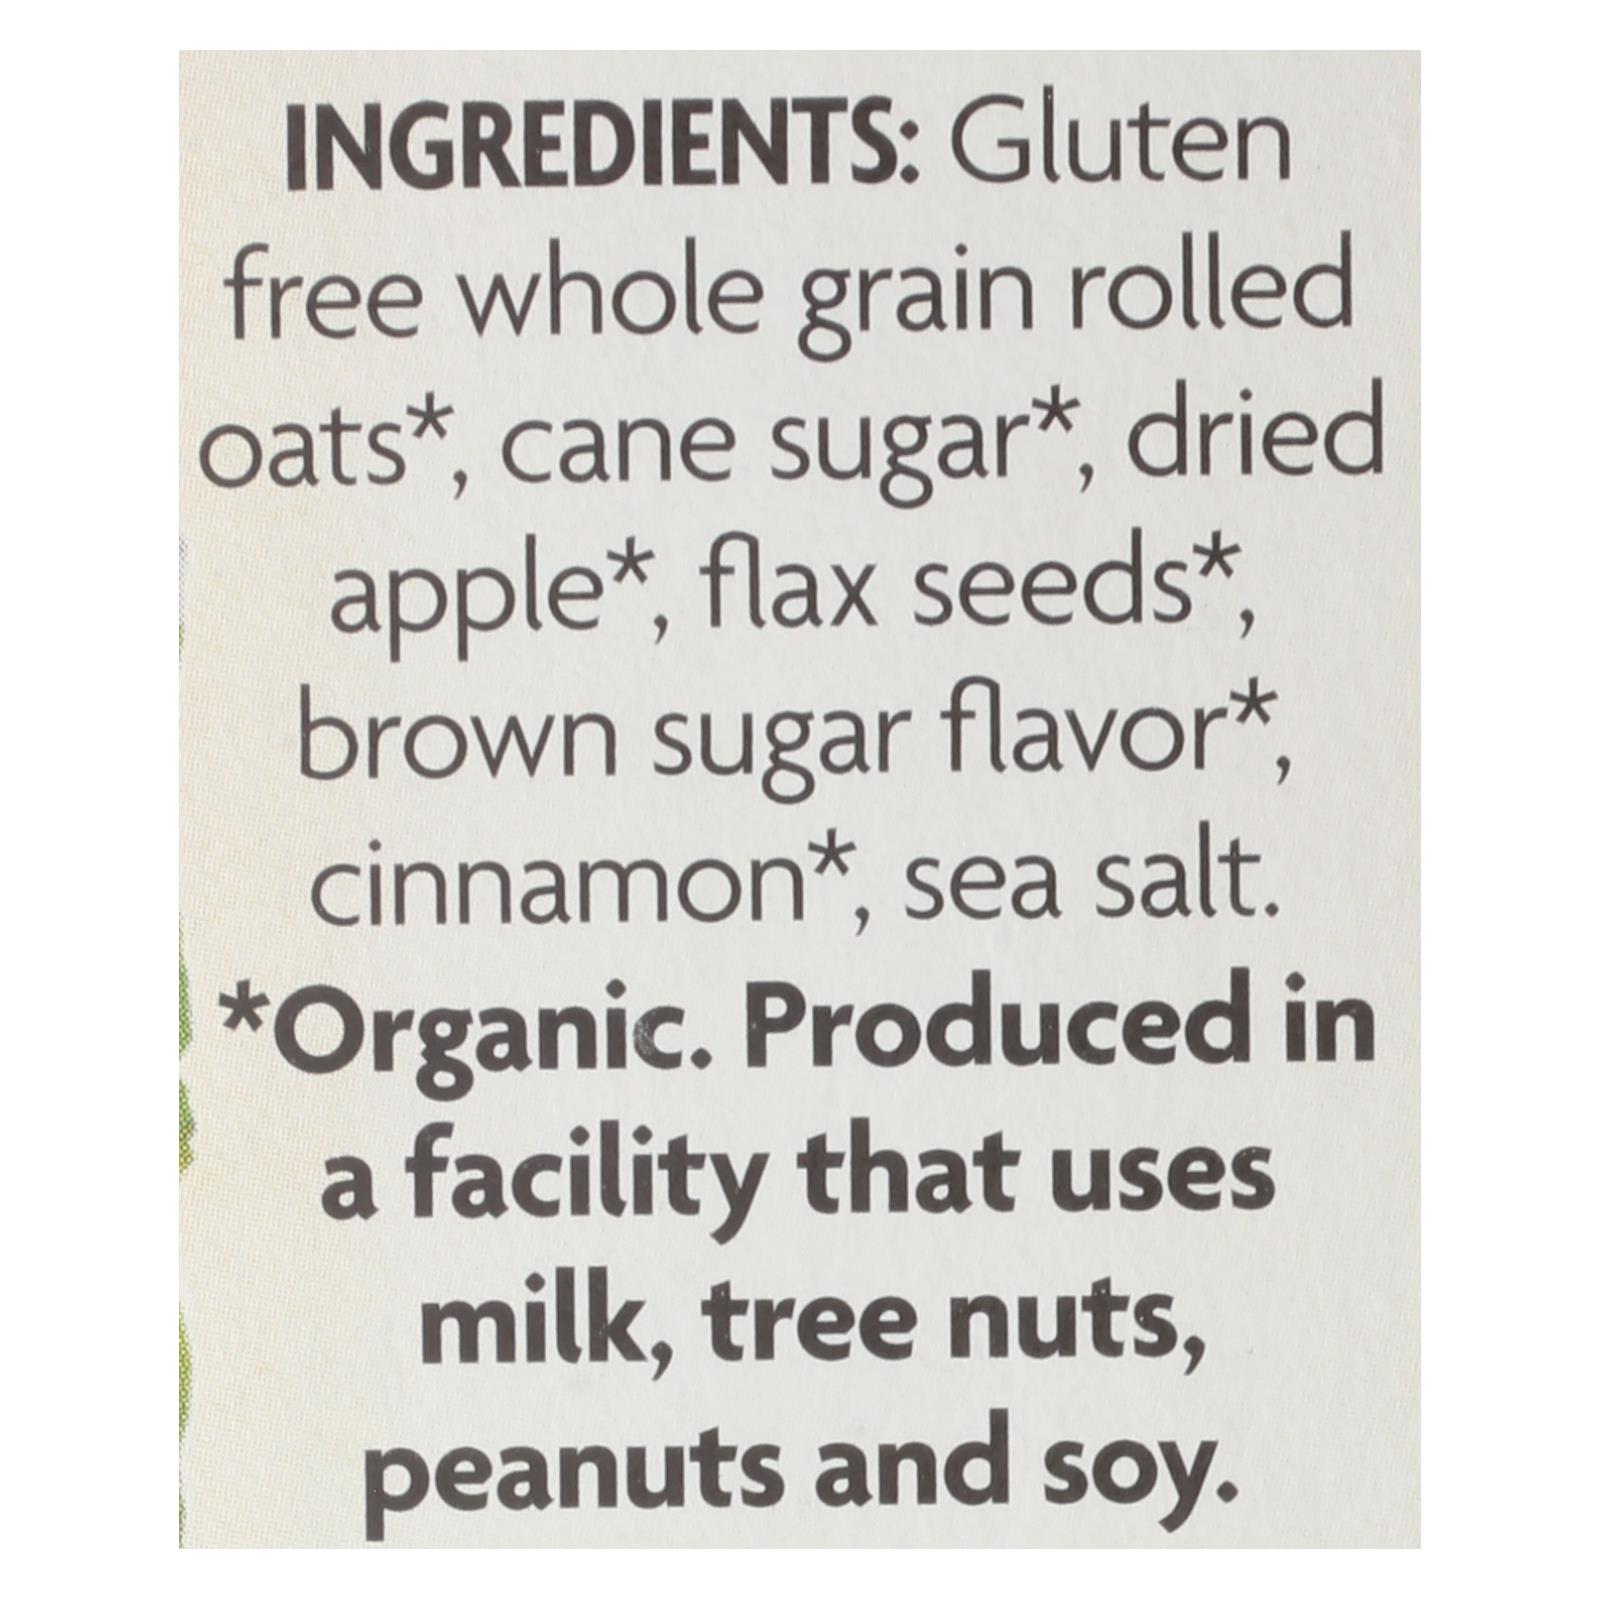 INGREDIENTS: Gluten
free whole grain rolled
oats*, cane sugar*, dried
apple*, flax seeds*,
brown sugar flavor*,
cinnamon*, sea salt.
*Organic. Produced in
a facility that uses
milk, tree nuts,
peanuts and soy.